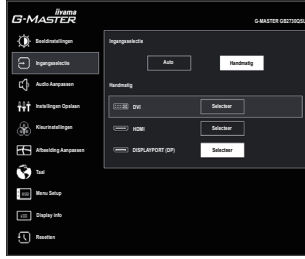 iiyama
G-MASTER
G-MASTER GB2730QSU
Beeldinstellingen
Ingangsselectie
Audio Aanpassen
Instellingen Opslaan
Kleurinstellingen
Afbeelding Aanpassen
Taal
Menu Setup
Display info
Resetten
Ingangsselectie
Auto
Handmatig
Handmatig
DVI
Selecteer
HDMI
Selecteer
DISPLAYPORT (DP)
Selecteer